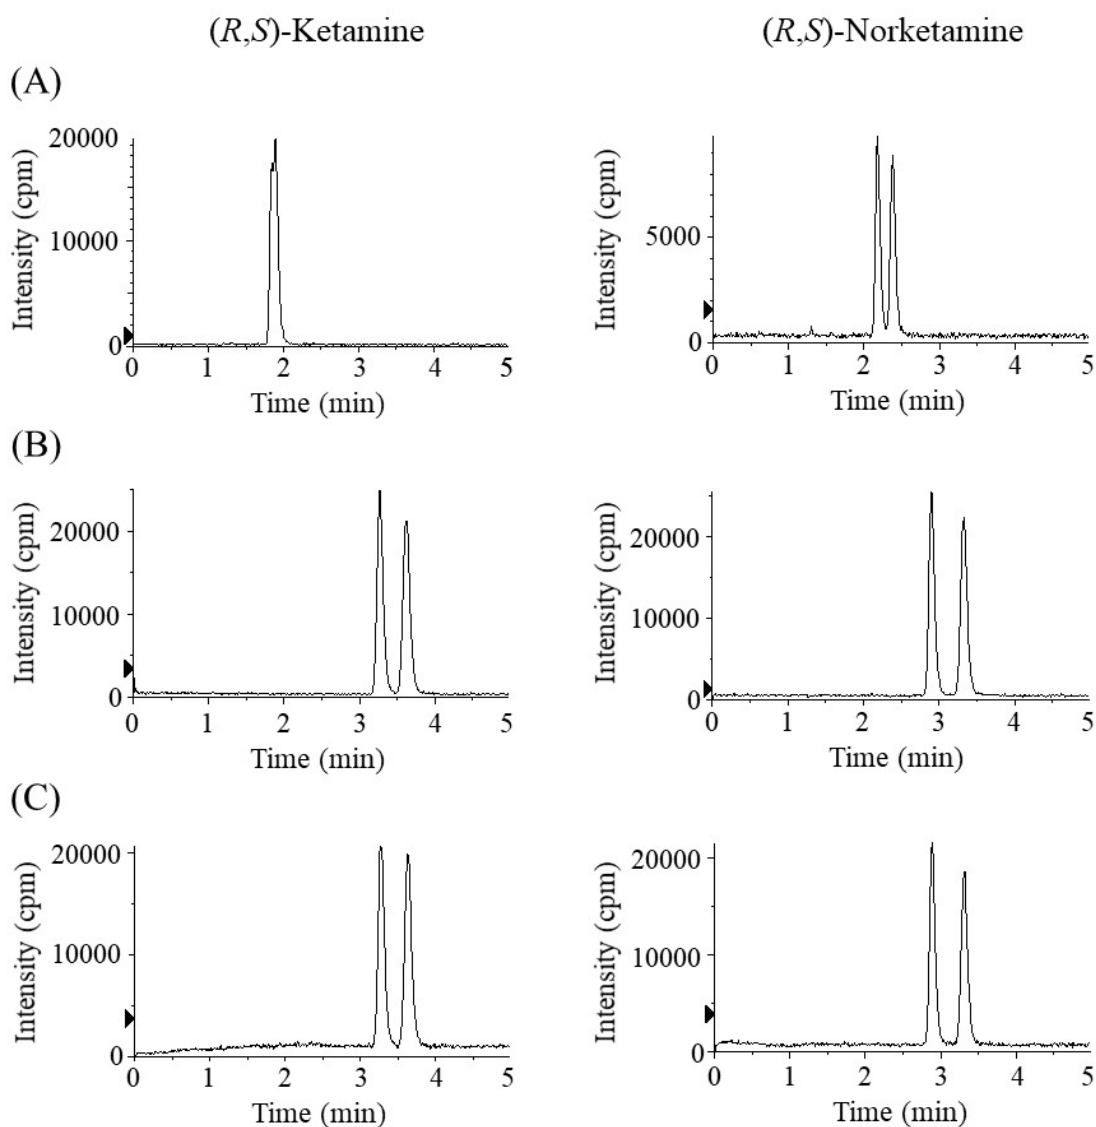 (R,S)-Ketamine
(R,S)-Norketamine
(A)
Intensity (cpm)
20000
10000
0
0 1 2 3 4 5
Time (min)
Intensity (cpm)
5000
0
0 1 2 3 4 5
Time (min)
(B)
Intensity (cpm)
20000
10000
0
0 1 2 3 4 5
Time (min)
Intensity (cpm)
20000
10000
0
0 1 2 3 4 5
Time (min)
(C)
Intensity (cpm)
20000
10000
0
0 1 2 3 4 5
Time (min)
Intensity (cpm)
20000
10000
0
0 1 2 3 4 5
Time (min)